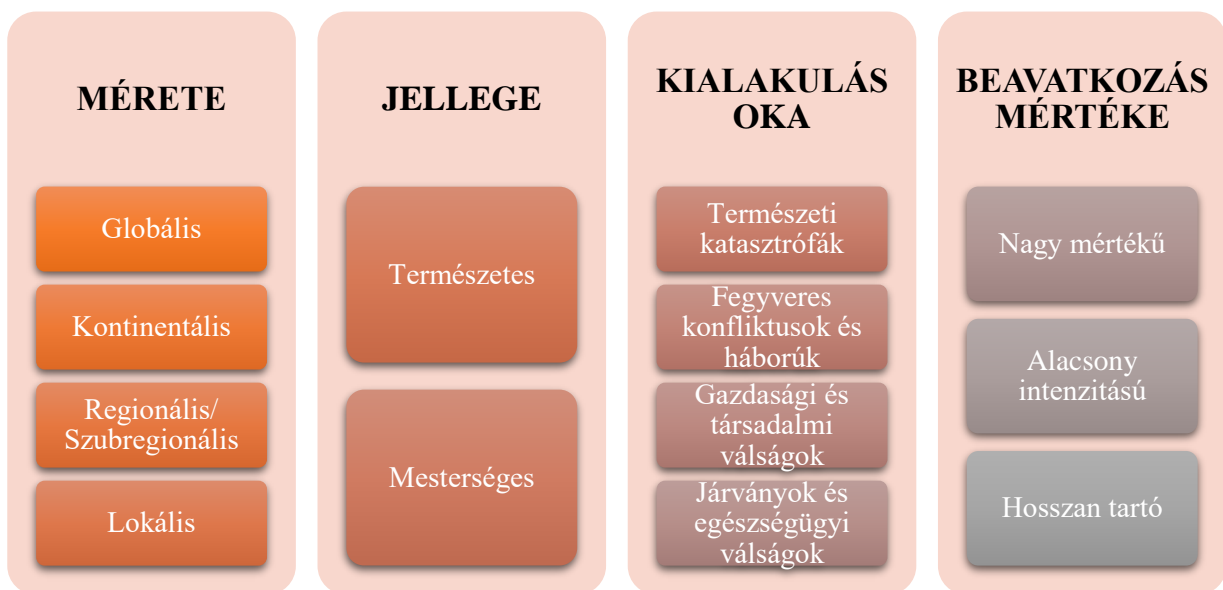 MÉRETE
Globális
Kontinentális
Regionális/
Szubregionális
Lokális
JELLEGE
Természetes
Mesterséges
KIALAKULÁS
OKA
Természeti
katasztrófák
Fegyveres
konfliktusok és
háborúk
Gazdasági és
társadalmi
válságok
Járványok és
egészségügyi
válságok
BEAVATKOZÁS
MÉRTÉKE
Nagy mértékű
Alacsony
intenzitású
Hosszan tartó